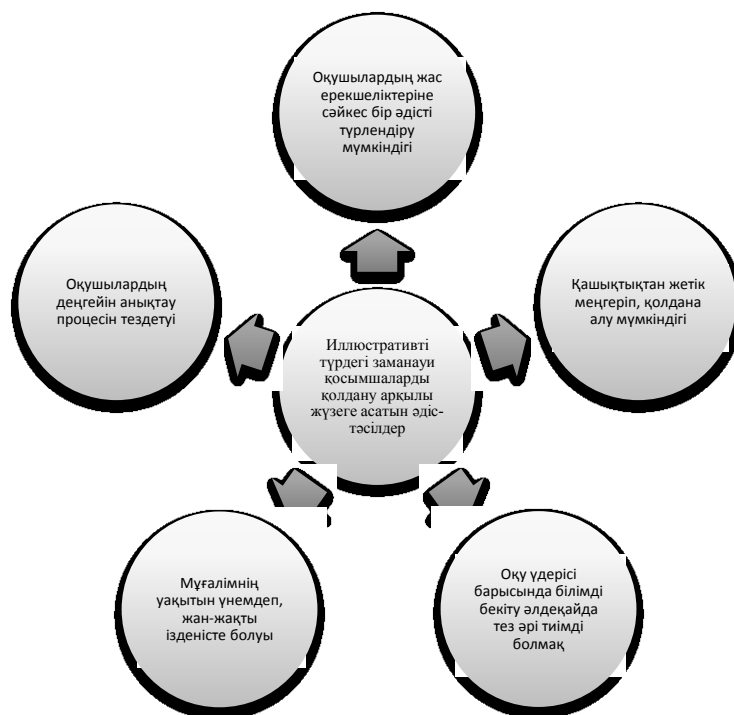 Оқушылардың жас
ерекшеліктеріне
сәйкес бір әдісті
түрлендіру
мүмкіндігі
Оқушылардың
деңгейін анықтау
процесін тездетуі
Қашықтықтан жетік
меңгеріп, қолдана
алу мүмкіндігі
Иллюстративті
түрдегі заманауи
қосымшаларды
қолдану арқылы
жүзеге асатын әдіс-
тәсілдер
Мұғалімнің
уақытын үнемдеп,
жан-жақты
ізденісте болуы
Оқу үдерісі
барысында білімді
бекіту әлдеқайда
тез әрі тиімді
болмақ